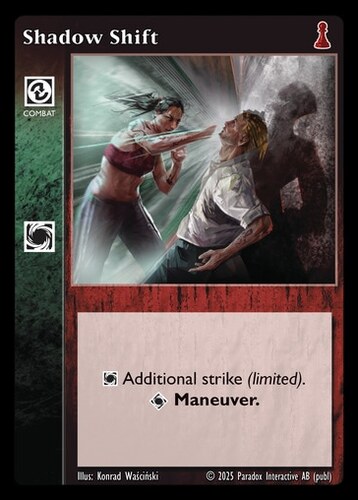 Shadow Shift
COMBAT
Additional strike (limited).
Maneuver.
Illus: Konrad Waściński © 2025 Paradox Interactive AB (publ)